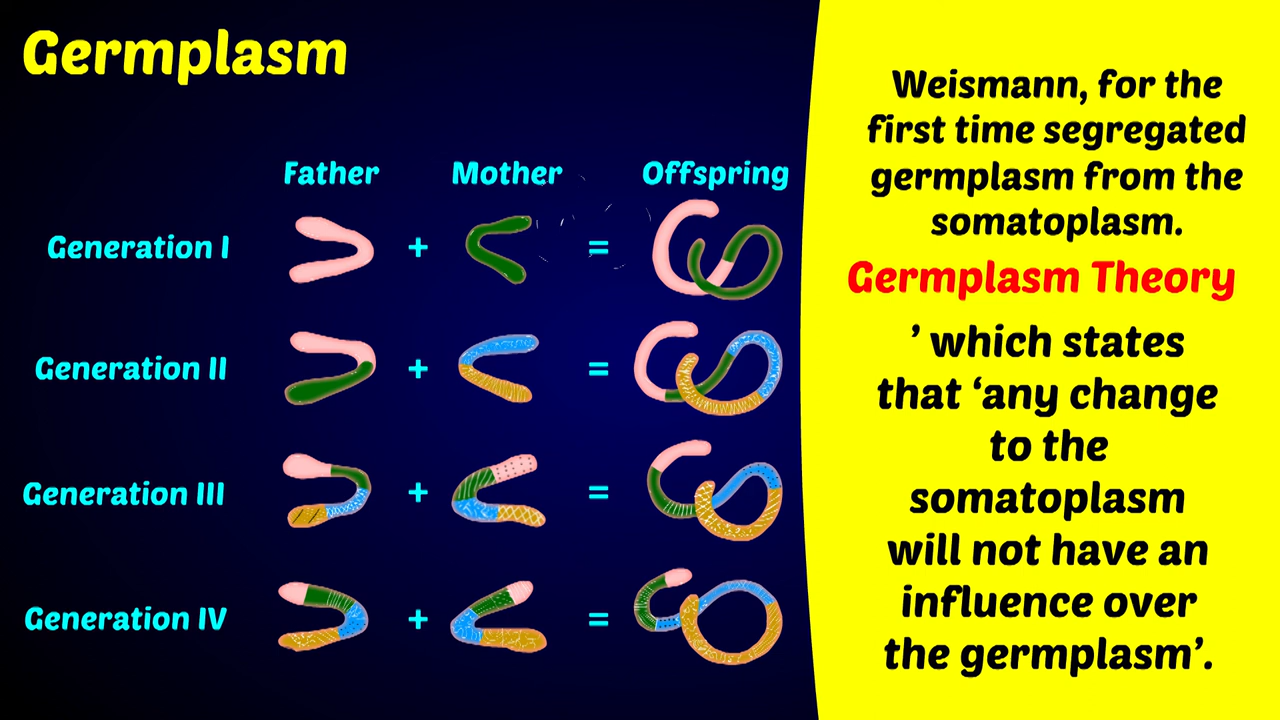 Germplasm
Father Mother Offspring
Generation I + =
Generation II + =
Generation III + =
Generation IV + =
Weismann, for the
first time segregated
germplasm from the
somatoplasm.
Germplasm Theory
’ which states
that ‘any change
to the
somatoplasm
will not have an
influence over
the germplasm’.